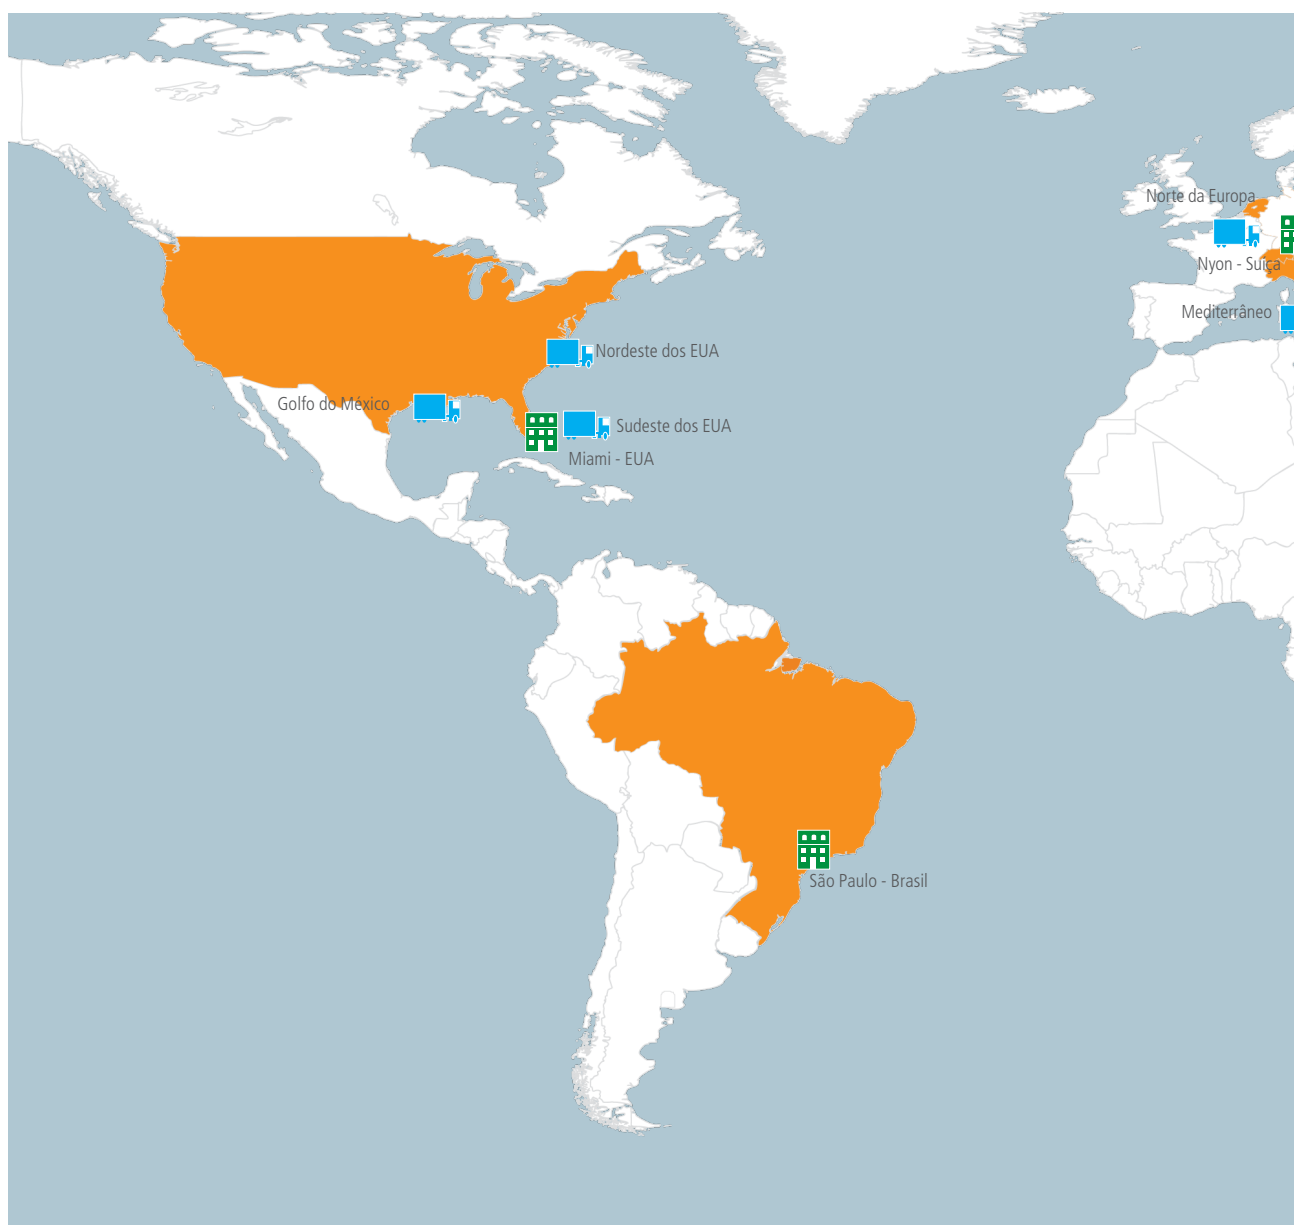 Norte da Europa
Nyon - Suíça
Mediterrâneo
Nordeste dos EUA
Golfo do México
Sudeste dos EUA
Miami - EUA
São Paulo - Brasil